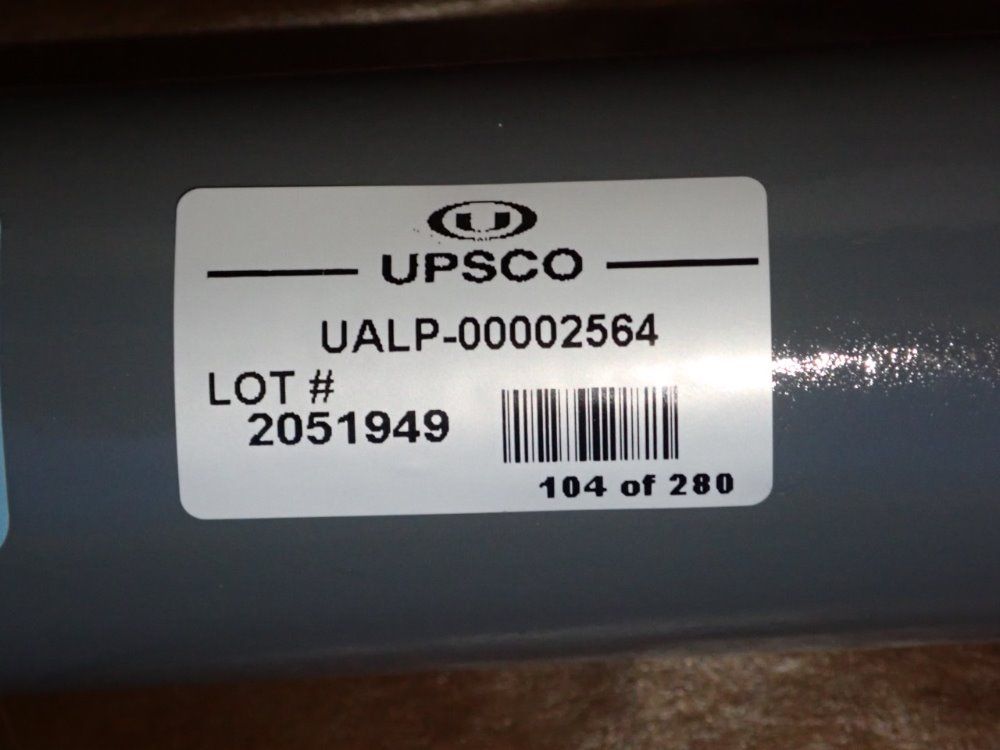 U
UPSCO
UALP-00002564
LOT #
2051949
104 of 280